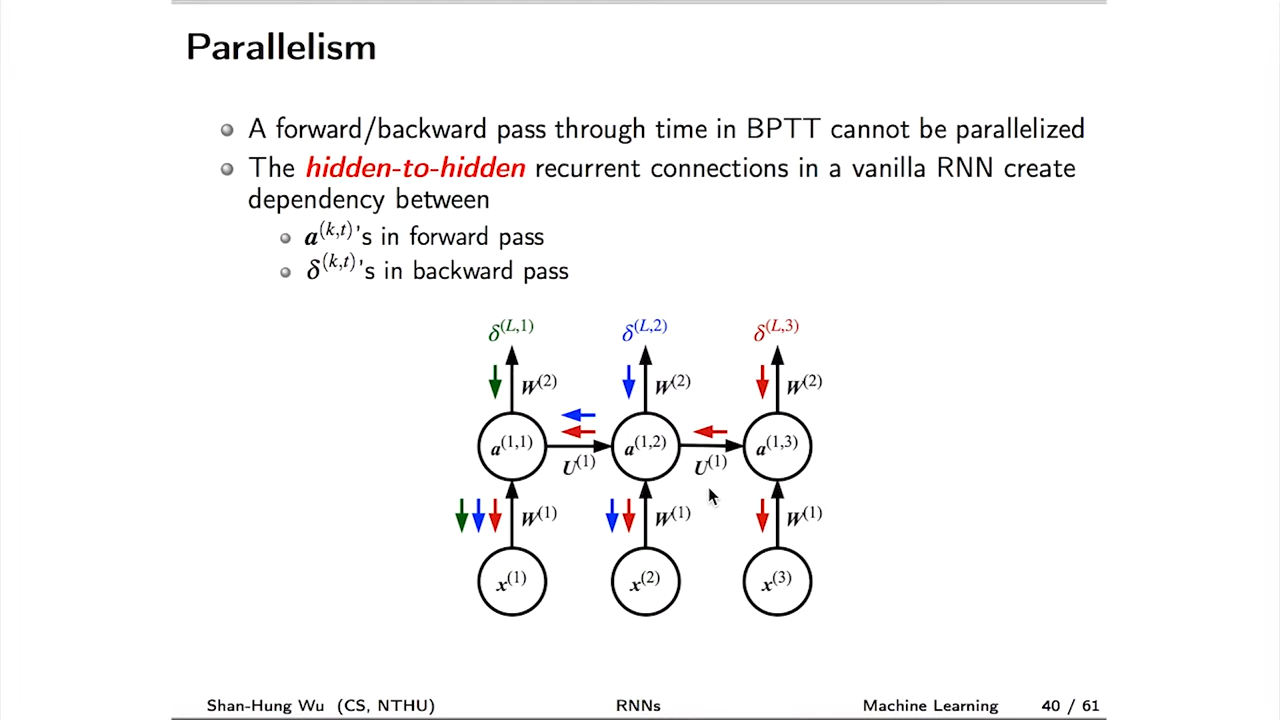 Parallelism
A forward/backward pass through time in BPTT cannot be parallelized
The hidden-to-hidden recurrent connections in a vanilla RNN create
dependency between
a^(k,t)'s in forward pass
δ^(k,t)'s in backward pass
δ^(L,1) δ^(L,2) δ^(L,3)
W^(2) W^(2) W^(2)
a^(1,1) a^(1,2) a^(1,3)
U^(1) U^(1)
W^(1) W^(1) W^(1)
x^(1) x^(2) x^(3)
Shan-Hung Wu (CS, NTHU) RNNs Machine Learning 40 / 61